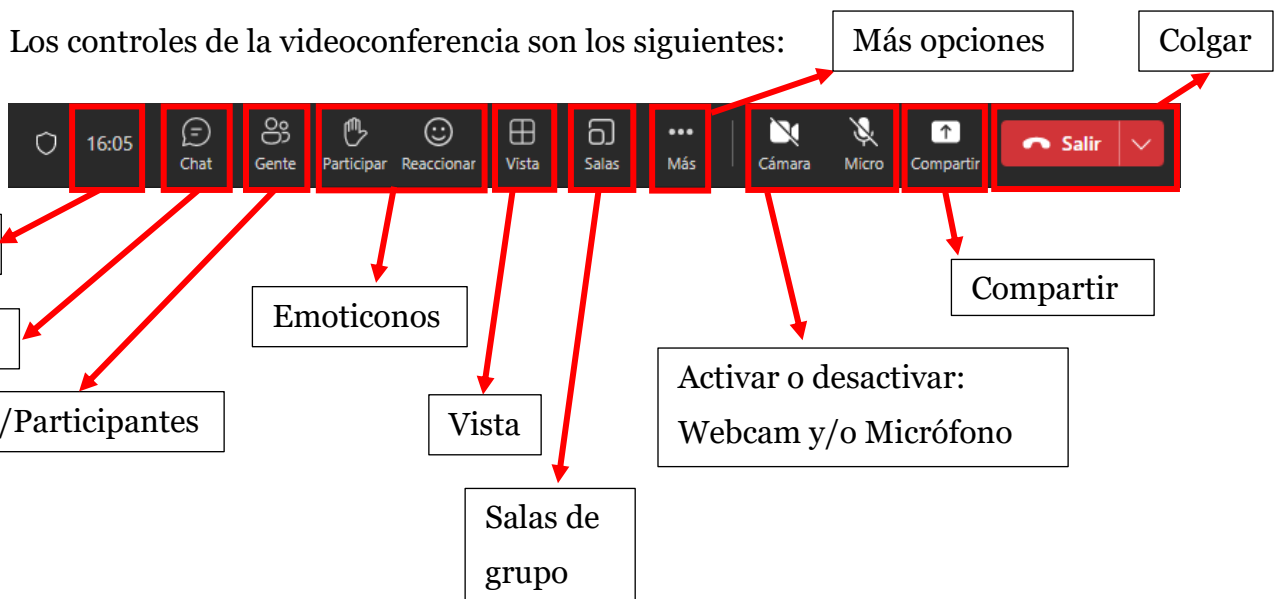 Los controles de la videoconferencia son los siguientes:
Más opciones
Colgar
16:05
Chat
Gente
Participar
Reaccionar
Vista
Salas
Más
Cámara
Micro
Compartir
Salir
Emoticonos
Compartir
/Participantes
Vista
Activar o desactivar:
Webcam y/o Micrófono
Salas de
grupo